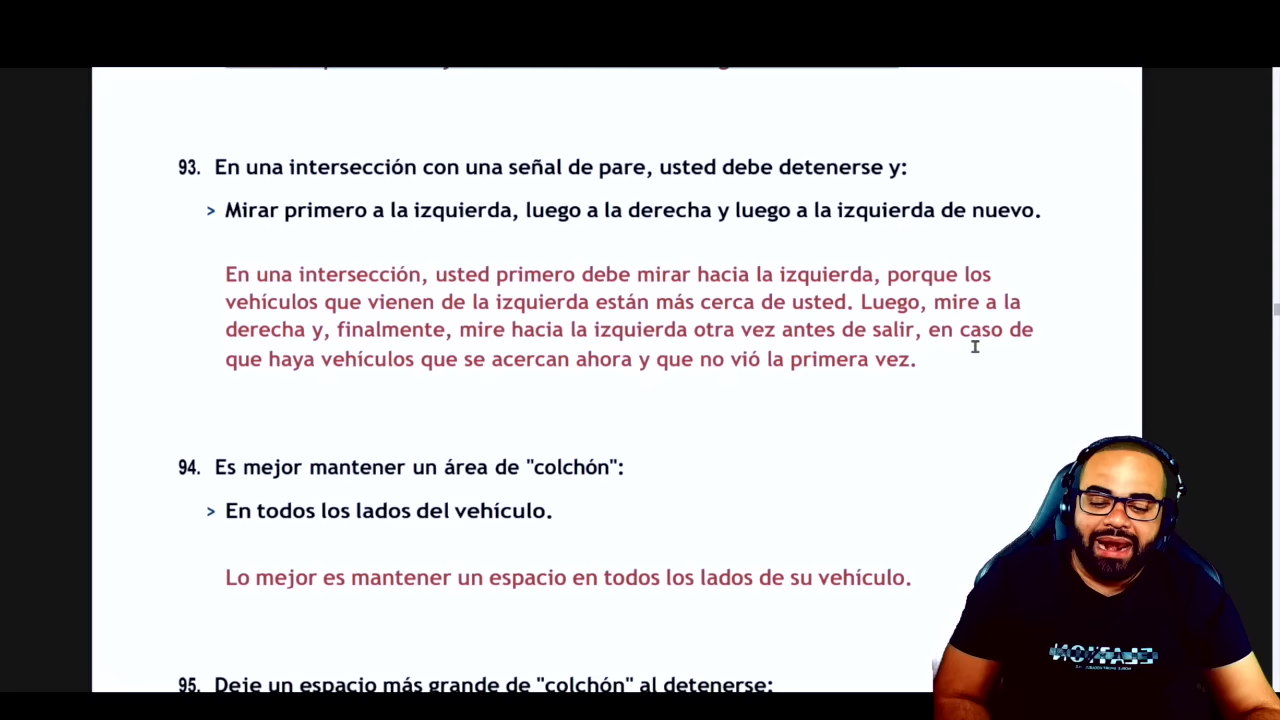 93. En una intersección con una señal de pare, usted debe detenerse y:
> Mirar primero a la izquierda, luego a la derecha y luego a la izquierda de nuevo.
En una intersección, usted primero debe mirar hacia la izquierda, porque los
vehículos que vienen de la izquierda están más cerca de usted. Luego, mire a la
derecha y, finalmente, mire hacia la izquierda otra vez antes de salir, en caso de
que haya vehículos que se acercan ahora y que no vió la primera vez.
94. Es mejor mantener un área de "colchón":
> En todos los lados del vehículo.
Lo mejor es mantener un espacio en todos los lados de su vehículo.
95. Deje un espacio más grande de "colchón" al detenerse: